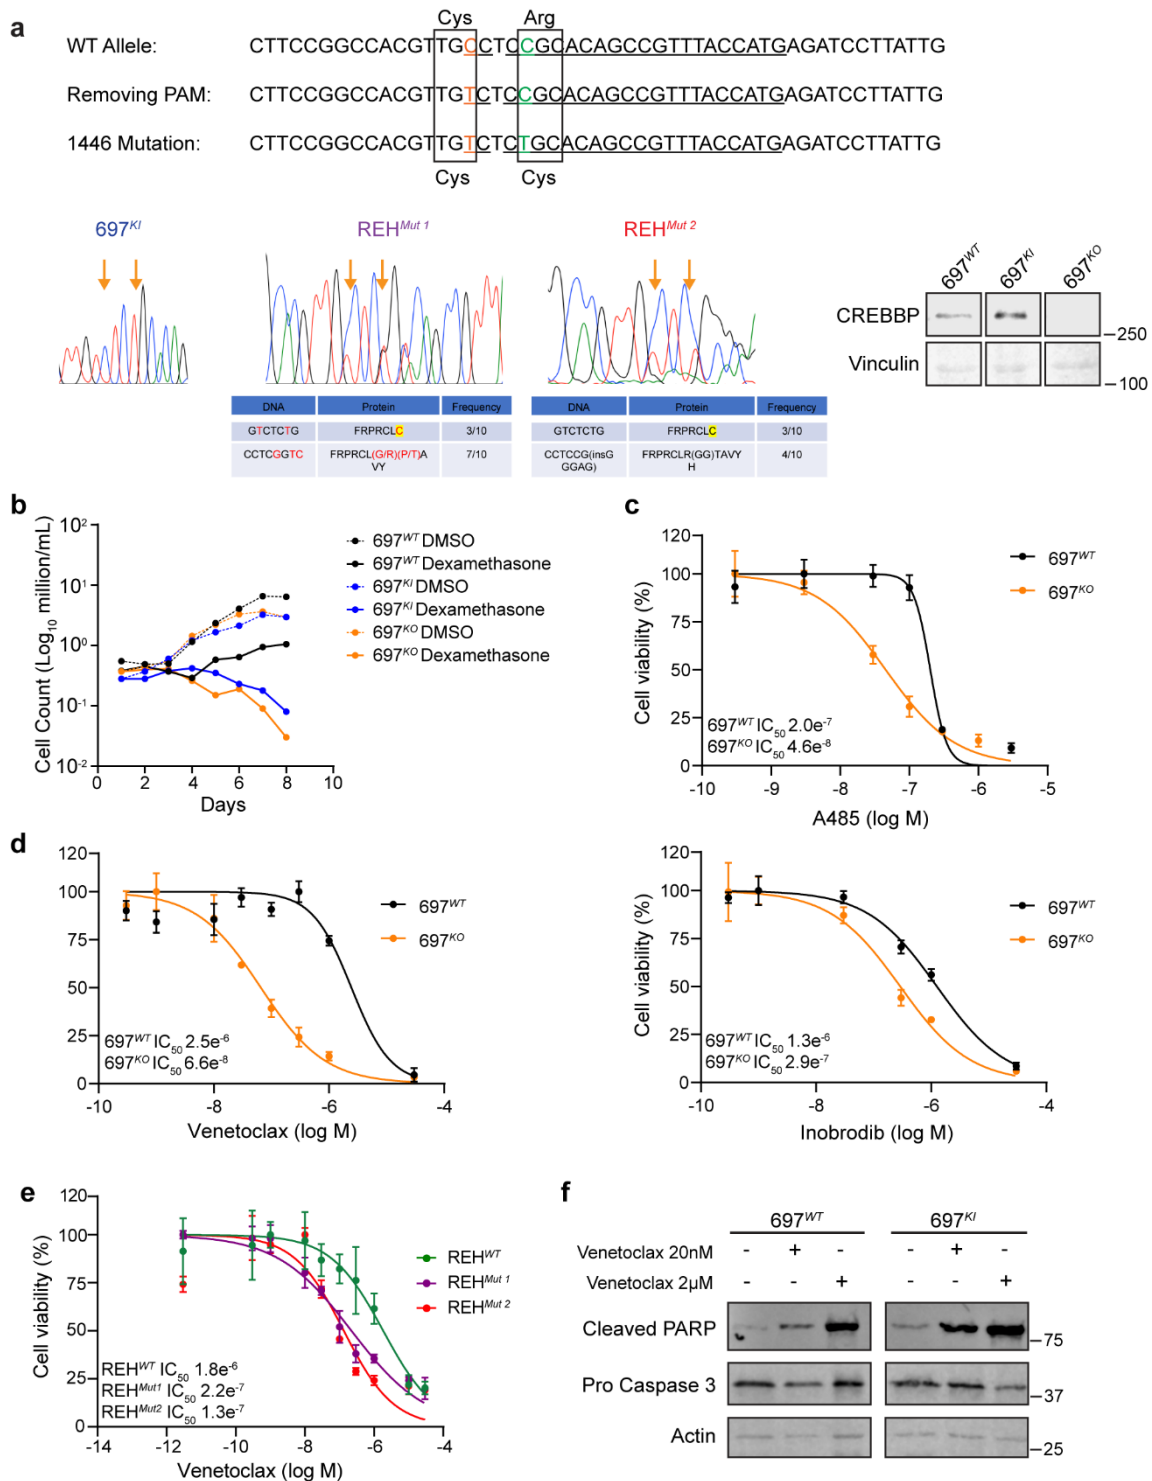 a
Cys Arg
WT Allele: CTTCCGGCCACGTTGCCTCCGCACAGCCGTTTACCATGAGATCCTTATTG
Removing PAM: CTTCCGGCCACGTTGTCTCCGCACAGCCGTTTACCATGAGATCCTTATTG
1446 Mutation: CTTCCGGCCACGTTGTCTCTGCACAGCCGTTTACCATGAGATCCTTATTG
Cys Cys
697KI REHMut 1 REHMut 2
697WT 697KI 697KO
CREBBP
250
Vinculin
100
DNA Protein Frequency
GTCTCTG FRPRCLC 3/10
CCTCGGTC FRPRCL(G/R)(P/T)A
VY 7/10
DNA Protein Frequency
GTCTCTG FRPRCLC 3/10
CCTCCG(insG
GGAG) FRPRCLR(GG)TAVY
H 4/10
b
Cell Count (Log10 million/mL)
10^2
10^1
10^0
10^-1
10^-2
0 2 4 6 8 10
Days
697WT DMSO
697WT Dexamethasone
697KI DMSO
697KI Dexamethasone
697KO DMSO
697KO Dexamethasone
c
Cell viability (%)
120
100
75
50
25
0
697WT
697KO
697WT IC50 2.0e-7
697KO IC50 4.6e-8
-10 -9 -8 -7 -6 -5
A485 (log M)
d
Cell viability (%)
120
100
75
50
25
0
697WT
697KO
697WT IC50 2.5e-6
697KO IC50 6.6e-8
-10 -8 -6 -4
Venetoclax (log M)
Cell viability (%)
120
100
75
50
25
0
697WT
697KO
697WT IC50 1.3e-6
697KO IC50 2.9e-7
-10 -8 -6 -4
Inobrodib (log M)
e
Cell viability (%)
120
100
75
50
25
0
REHWT
REHMut 1
REHMut 2
REHWT IC50 1.8e-6
REHMut1 IC50 2.2e-7
REHMut2 IC50 1.3e-7
-14 -12 -10 -8 -6 -4
Venetoclax (log M)
f
697WT 697KI
Venetoclax 20nM - + - - + -
Venetoclax 2µM - - + - - +
Cleaved PARP
75
Pro Caspase 3
37
Actin
25